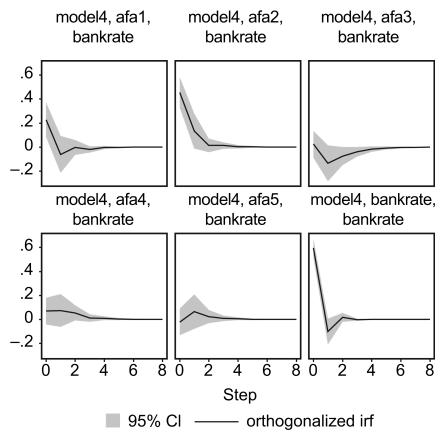 model4, afa1,
bankrate
model4, afa2,
bankrate
model4, afa3,
bankrate
.6
.4
.2
0
–.2
model4, afa4,
bankrate
model4, afa5,
bankrate
model4, bankrate,
bankrate
.6
.4
.2
0
–.2
0 2 4 6 8 0 2 4 6 8 0 2 4 6 8
Step
95% CI orthogonalized irf